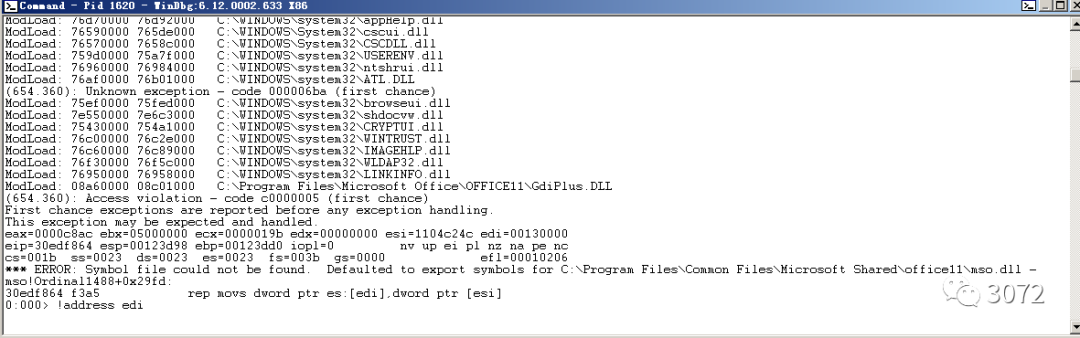 Command - Pid 1620 - WinDbg:6.12.0002.633 X86
ModLoad: 76d70000 76d92000   C:\WINDOWS\system32\appHelp.dll
ModLoad: 76590000 765de000   C:\WINDOWS\System32\cscui.dll
ModLoad: 76570000 7658c000   C:\WINDOWS\System32\CSCDLL.dll
ModLoad: 759d0000 75a7f000   C:\WINDOWS\system32\USERENV.dll
ModLoad: 76960000 76984000   C:\WINDOWS\system32\ntshrui.dll
ModLoad: 76af0000 76b01000   C:\WINDOWS\system32\ATL.DLL
(654.360): Unknown exception - code 000006ba (first chance)
ModLoad: 75ef0000 75fed000   C:\WINDOWS\system32\browseui.dll
ModLoad: 7e550000 7e6c3000   C:\WINDOWS\system32\shdocvw.dll
ModLoad: 75430000 754a1000   C:\WINDOWS\system32\CRYPTUI.dll
ModLoad: 76c00000 76c2e000   C:\WINDOWS\system32\WINTRUST.dll
ModLoad: 76c60000 76c89000   C:\WINDOWS\system32\IMAGEHLP.dll
ModLoad: 76f30000 76f5c000   C:\WINDOWS\system32\WLDAP32.dll
ModLoad: 76950000 76958000   C:\WINDOWS\system32\LINKINFO.dll
ModLoad: 08a60000 08c01000   C:\Program Files\Microsoft Office\OFFICE11\GdiPlus.DLL
(654.360): Access violation - code c0000005 (first chance)
First chance exceptions are reported before any exception handling.
This exception may be expected and handled.
eax=0000c8ac ebx=05000000 ecx=0000019b edx=00000000 esi=1104c24c edi=00130000
eip=30edf864 esp=00123d98 ebp=00123dd0 iopl=0         nv up ei pl nz na pe nc
cs=001b  ss=0023  ds=0023  es=0023  fs=003b  gs=0000             efl=00010206
*** ERROR: Symbol file could not be found.  Defaulted to export symbols for C:\Program Files\Common Files\Microsoft Shared\office11\mso.dll -
mso!Ordinal1488+0x29fd:
30edf864 f3a5            rep movs dword ptr es:[edi],dword ptr [esi]
0:000> !address edi
3072